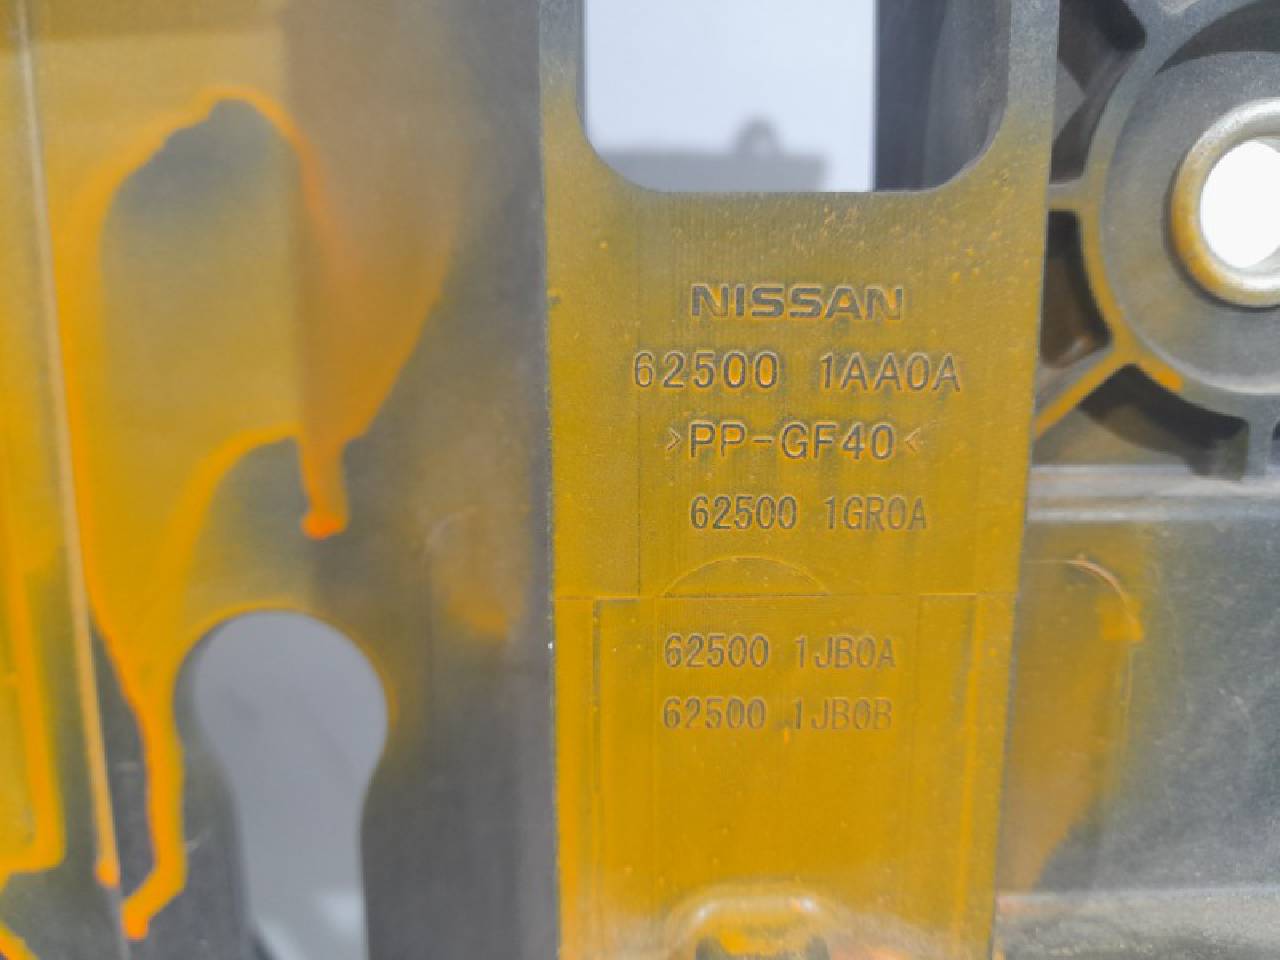 NISSAN
62500 1AA0A
>PP-GF40<
62500 1GR0A
62500 1JB0A
62500 1JB0B